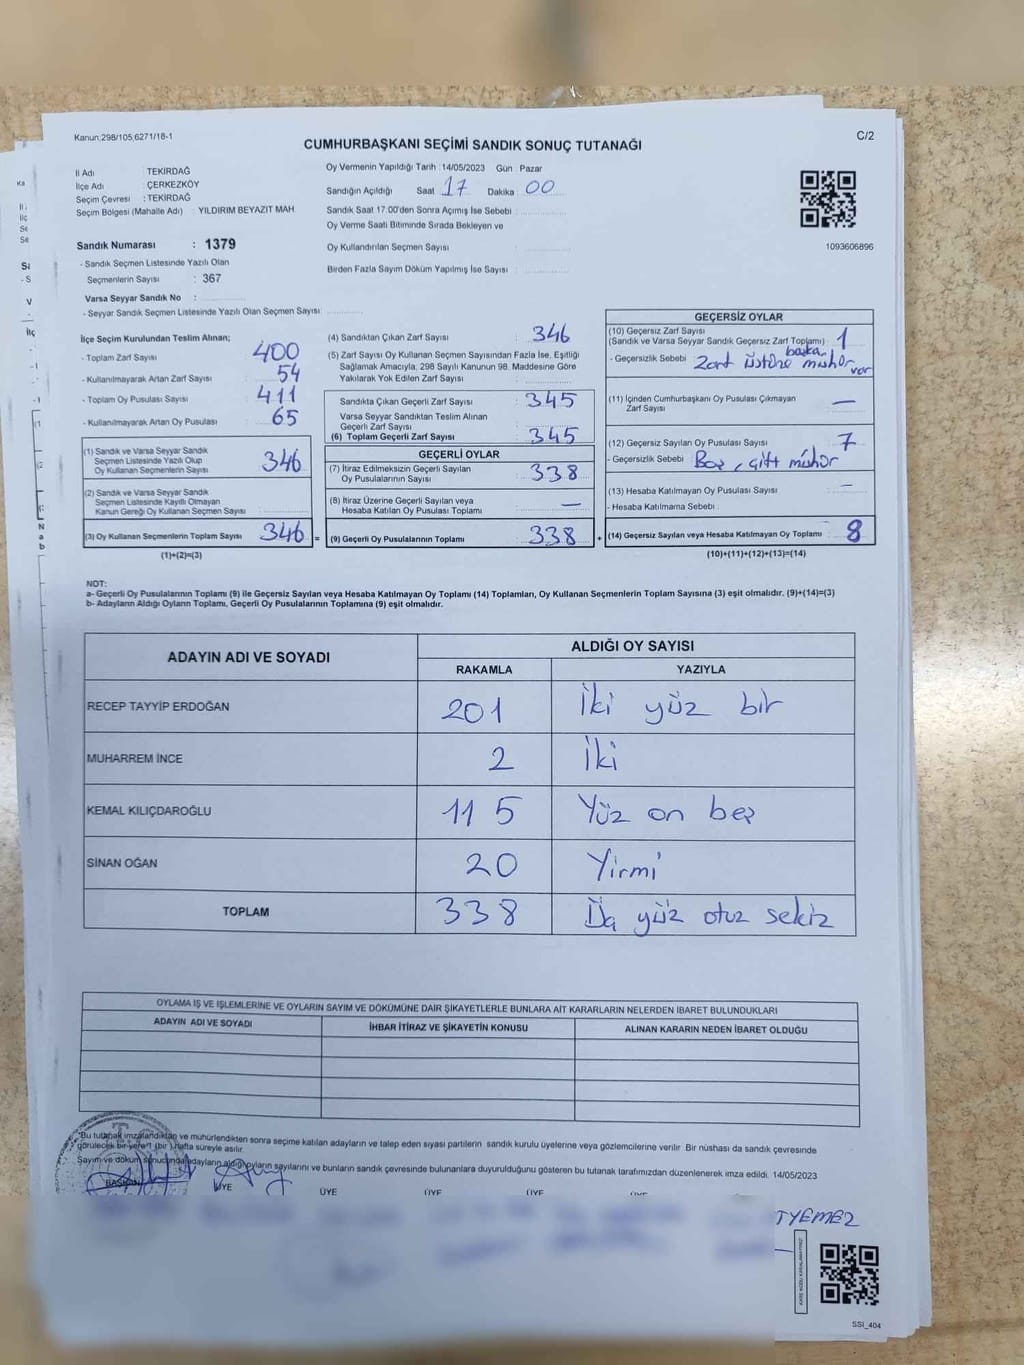 Kanun;298/105,6271/18-1
C/2
CUMHURBAŞKANI SEÇİMİ SANDIK SONUÇ TUTANAĞI
İl Adı TEKİRDAĞ
İlçe Adı ÇERKEZKÖY
Seçim Çevresi : TEKİRDAĞ
Seçim Bölgesi (Mahalle Adı) : YILDIRIM BEYAZIT MAH.
Sandık Numarası : 1379
- Sandık Seçmen Listesinde Yazılı Olan
Seçmenlerin Sayısı : 367
Varsa Seyyar Sandık No :
- Seyyar Sandık Seçmen Listesinde Yazılı Olan Seçmen Sayısı:
Oy Vermenin Yapıldığı Tarih :14/05/2023 Gün : Pazar
Sandığın Açıldığı Saat 17 Dakika 00
Sandık Saat 17:00'den Sonra Açımış İse Sebebi :
Oy Verme Saati Bitiminde Sırada Bekleyen ve
Oy Kullandırılan Seçmen Sayısı :
Birden Fazla Sayım Döküm Yapılmış İse Sayısı :
1093606896
İlçe Seçim Kurulundan Teslim Alınan;
- Toplam Zarf Sayısı : 400
- Kullanılmayarak Artan Zarf Sayısı : 54
- Toplam Oy Pusulası Sayısı : 411
- Kullanılmayarak Artan Oy Pusulası : 65
(1) Sandık ve Varsa Seyyar Sandık
Seçmen Listesinde Yazılı Olup
Oy Kullanan Seçmenlerin Sayısı : 346
(2) Sandık ve Varsa Seyyar Sandık
Seçmen Listesinde Kayıtlı Olmayan
Kanun Gereği Oy Kullanan Seçmen Sayısı :
(3) Oy Kullanan Seçmenlerin Toplam Sayısı : 346 =
(1)+(2)=(3)
(4) Sandıktan Çıkan Zarf Sayısı : 346
(5) Zarf Sayısı Oy Kullanan Seçmen Sayısından Fazla İse, Eşitliği
Sağlamak Amacıyla, 298 Sayılı Kanunun 98. Maddesine Göre
Yakılarak Yok Edilen Zarf Sayısı :
Sandıkta Çıkan Geçerli Zarf Sayısı : 345
Varsa Seyyar Sandıktan Teslim Alınan
Geçerli Zarf Sayısı :
(6) Toplam Geçerli Zarf Sayısı : 345
GEÇERLİ OYLAR
(7) İtiraz Edilmeksizin Geçerli Sayılan
Oy Pusulalarının Sayısı : 338
(8) İtiraz Üzerine Geçerli Sayılan veya
Hesaba Katılan Oy Pusulası Toplamı : —
(9) Geçerli Oy Pusulalarının Toplamı : 338 +
GEÇERSİZ OYLAR
(10) Geçersiz Zarf Sayısı
(Sandık ve Varsa Seyyar Sandık Geçersiz Zarf Toplamı) : 1
- Geçersizlik Sebebi : Zarf üstüne başka mühür var
(11) İçinden Cumhurbaşkanı Oy Pusulası Çıkmayan
Zarf Sayısı : —
(12) Geçersiz Sayılan Oy Pusulası Sayısı : 7
- Geçersizlik Sebebi : Boş, çift mühür
(13) Hesaba Katılmayan Oy Pusulası Sayısı : —
- Hesaba Katılmama Sebebi :
(14) Geçersiz Sayılan veya Hesaba Katılmayan Oy Toplamı : 8
(10)+(11)+(12)+(13)=(14)
NOT:
a- Geçerli Oy Pusulalarının Toplamı (9) ile Geçersiz Sayılan veya Hesaba Katılmayan Oy Toplamı (14) Toplamları, Oy Kullanan Seçmenlerin Toplam Sayısına (3) eşit olmalıdır. (9)+(14)=(3)
b- Adayların Aldığı Oyların Toplamı, Geçerli Oy Pusulalarının Toplamına (9) eşit olmalıdır.
ADAYIN ADI VE SOYADI
ALDIĞI OY SAYISI
RAKAMLA YAZIYLA
RECEP TAYYİP ERDOĞAN 201 İki yüz bir
MUHARREM İNCE 2 İki
KEMAL KILIÇDAROĞLU 115 Yüz on beş
SİNAN OĞAN 20 Yirmi
TOPLAM 338 Üç yüz otuz sekiz
OYLAMA İŞ VE İŞLEMLERİNE VE OYLARIN SAYIM VE DÖKÜMÜNE DAİR ŞİKAYETLERLE BUNLARA AİT KARARLARIN NELERDEN İBARET BULUNDUKLARI
ADAYIN ADI VE SOYADI İHBAR İTİRAZ VE ŞİKAYETİN KONUSU ALINAN KARARIN NEDEN İBARET OLDUĞU
Bu tutanak imzalandıktan ve mühürlendikten sonra seçime katılan adayların ve talep eden siyasi partilerin sandık kurulu üyelerine veya gözlemcilerine verilir. Bir nüshası da sandık çevresinde
görülecek bir yere 1 (bir) hafta süreyle asılır.
Sayım ve döküm sonucunda adayların aldığı oyların sayılarını ve bunların sandık çevresinde bulunanlara duyurulduğunu gösteren bu tutanak tarafımızdan düzenlenerek imza edildi. 14/05/2023
BAŞKAN ÜYE ÜYE ÜYE ÜYE
TYEMEZ
SSİ_404